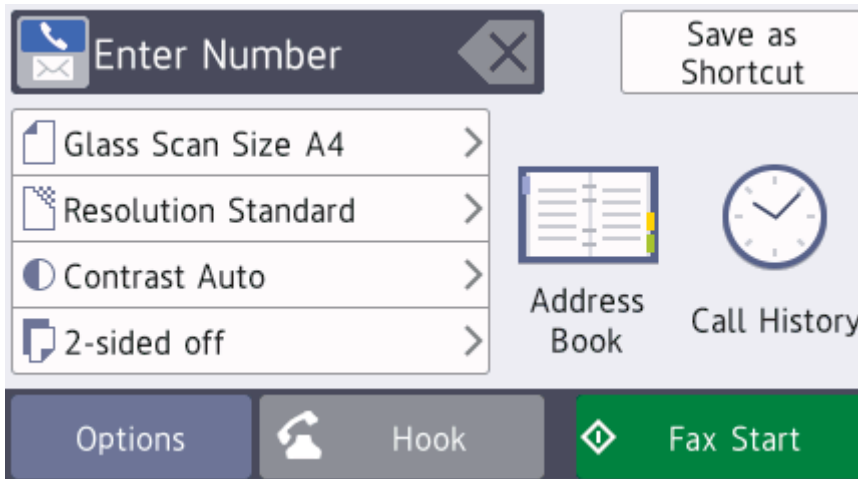 Enter Number
Save as
Shortcut
Glass Scan Size A4
Resolution Standard
Contrast Auto
2-sided off
Address
Book
Call History
Options
Hook
Fax Start